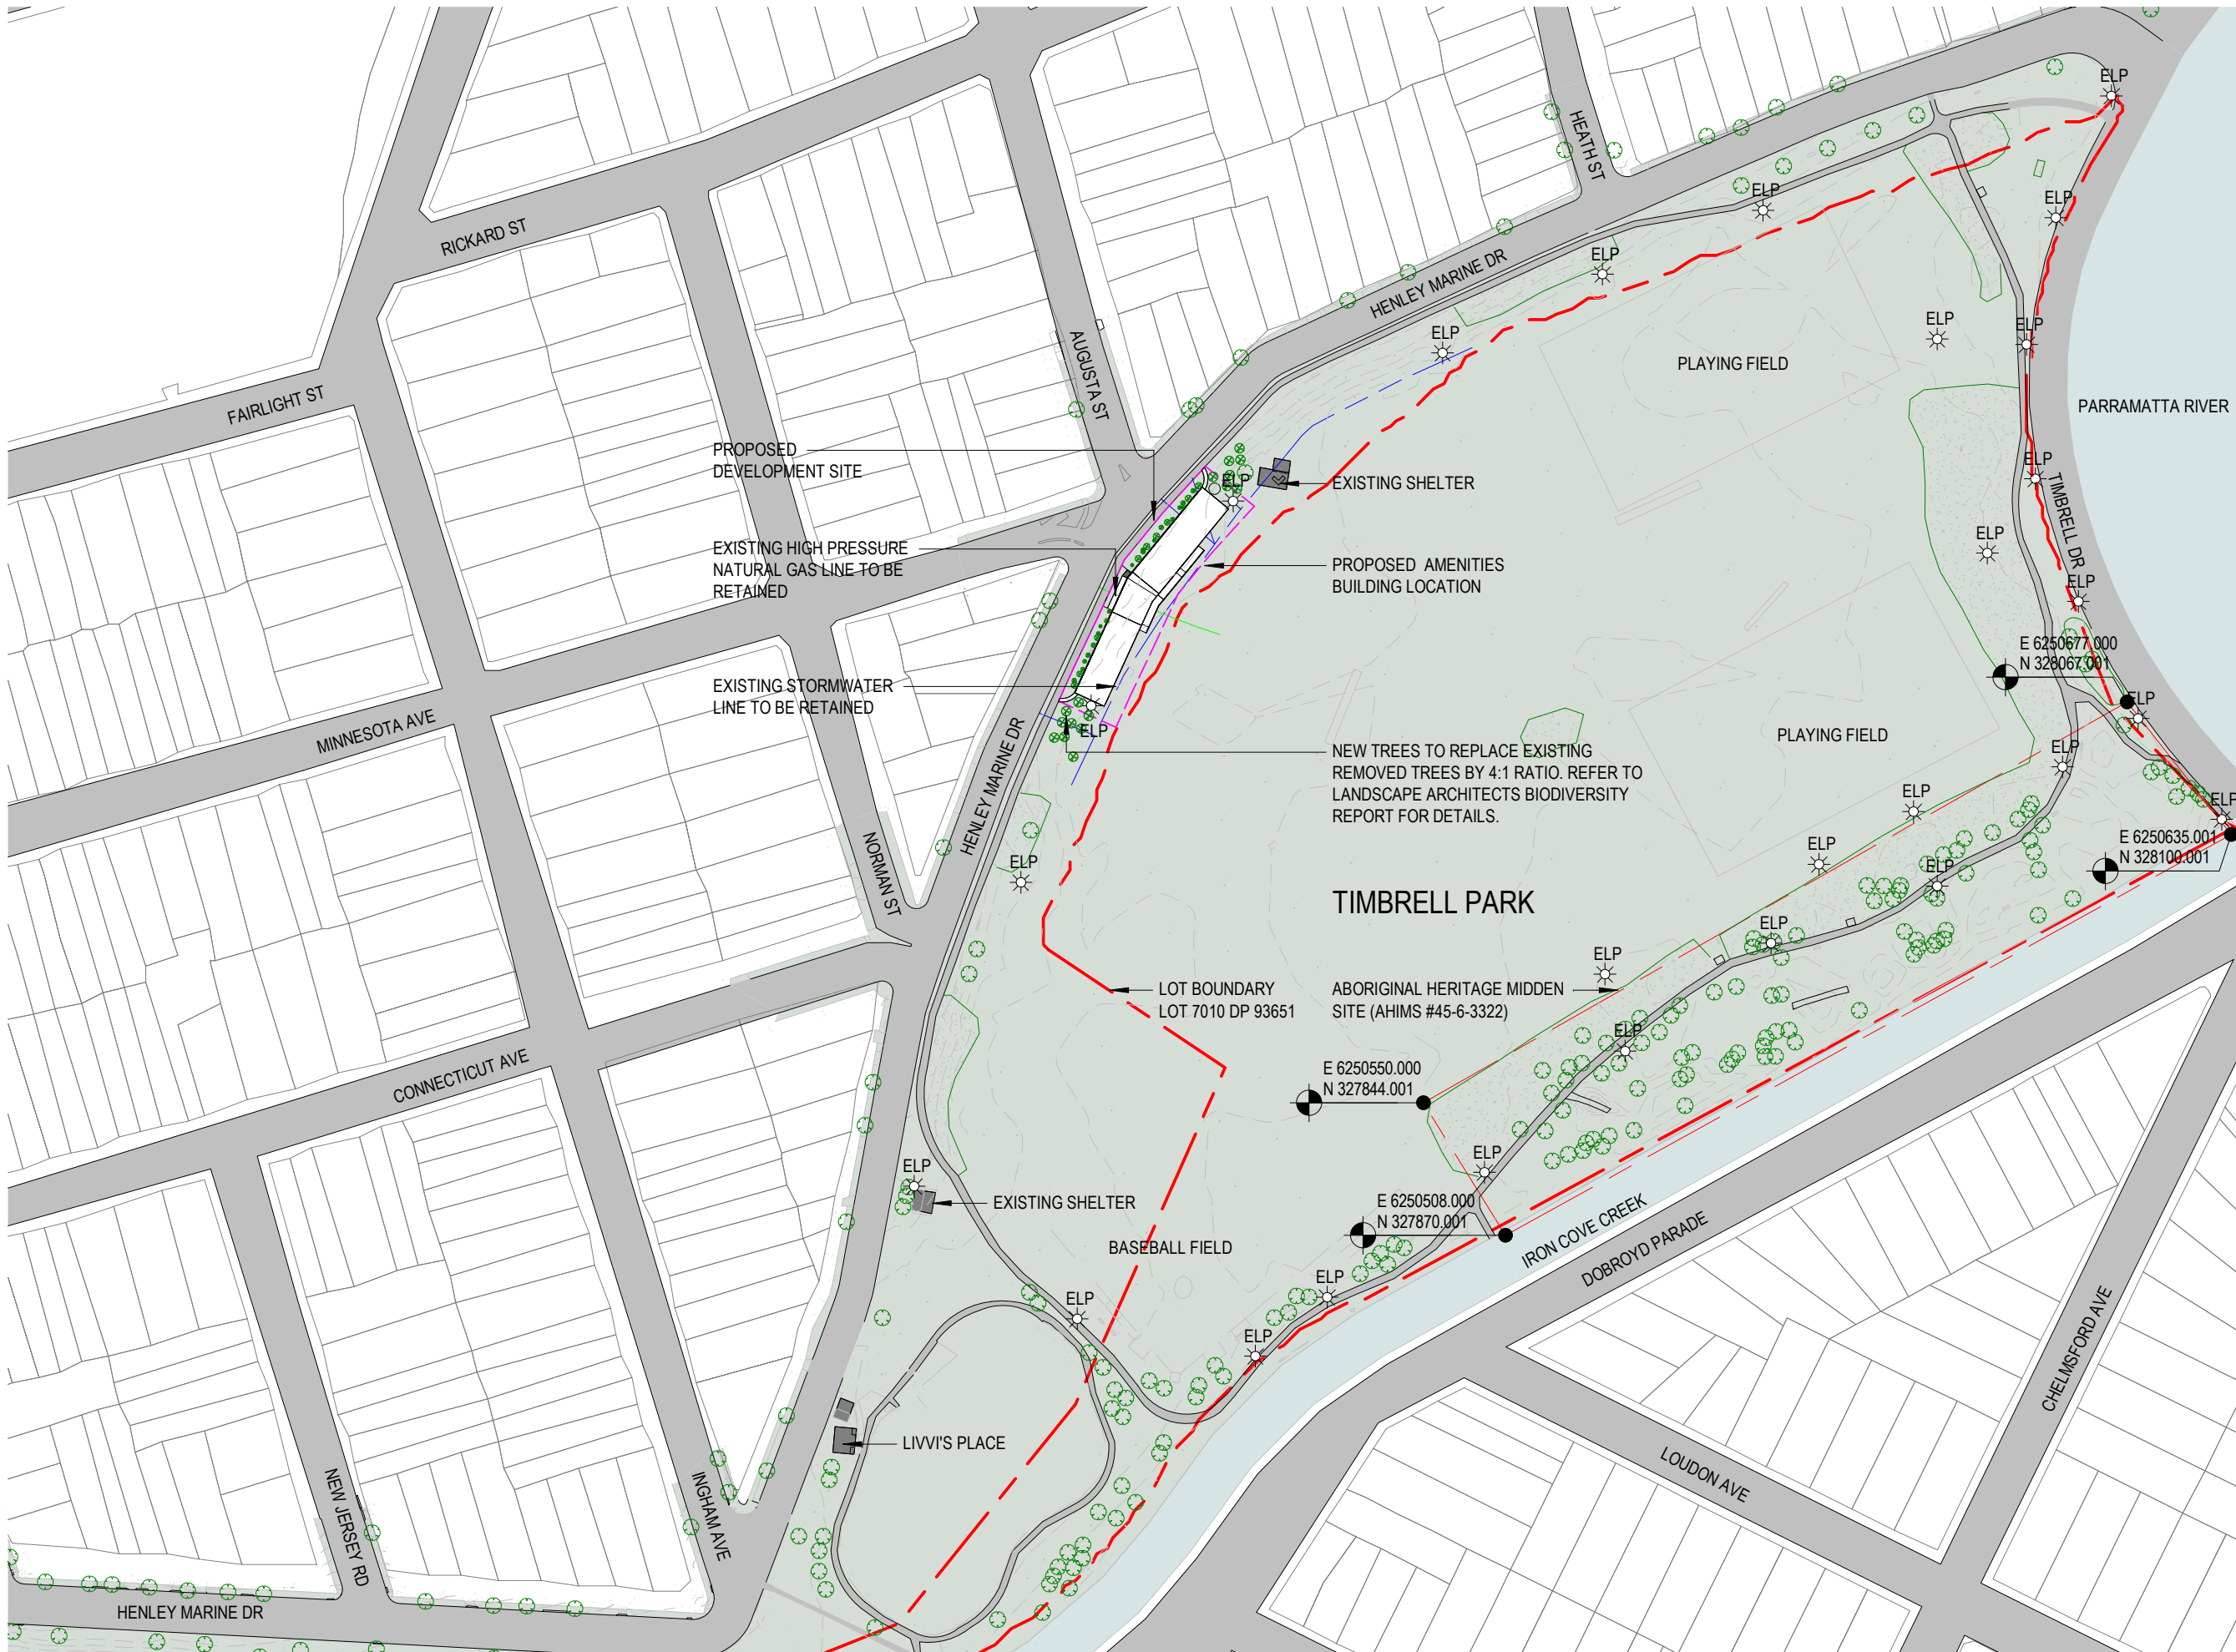 ELP
HEATH ST
ELP
ELP
RICKARD ST
ELP
HENLEY MARINE DR
ELP
ELP
ELP
PLAYING FIELD
AUGUSTA ST
FAIRLIGHT ST
PARRAMATTA RIVER
PROPOSED
DEVELOPMENT SITE
ELP
EXISTING SHELTER
ELP
TIMBRELL DR
EXISTING HIGH PRESSURE
NATURAL GAS LINE TO BE
RETAINED
ELP
PROPOSED AMENITIES
BUILDING LOCATION
ELP
E 6250677.000
N 328067.001
EXISTING STORMWATER
LINE TO BE RETAINED
ELP
ELP
MINNESOTA AVE
HENLEY MARINE DR
PLAYING FIELD
ELP
NEW TREES TO REPLACE EXISTING
REMOVED TREES BY 4:1 RATIO. REFER TO
LANDSCAPE ARCHITECTS BIODIVERSITY
REPORT FOR DETAILS.
ELP
ELP
E 6250635.001
N 328100.001
ELP
ELP
ELP
NORMAN ST
TIMBRELL PARK
ELP
ELP
LOT BOUNDARY
LOT 7010 DP 93651
ABORIGINAL HERITAGE MIDDEN
SITE (AHIMS #45-6-3322)
ELP
CONNECTICUT AVE
E 6250550.000
N 327844.001
ELP
ELP
EXISTING SHELTER
E 6250508.000
N 327870.001
IRON COVE CREEK
DOBROYD PARADE
BASEBALL FIELD
ELP
ELP
ELP
CHELMSFORD AVE
LIVVI'S PLACE
LOUDON AVE
NEW JERSEY RD
INGHAM AVE
HENLEY MARINE DR